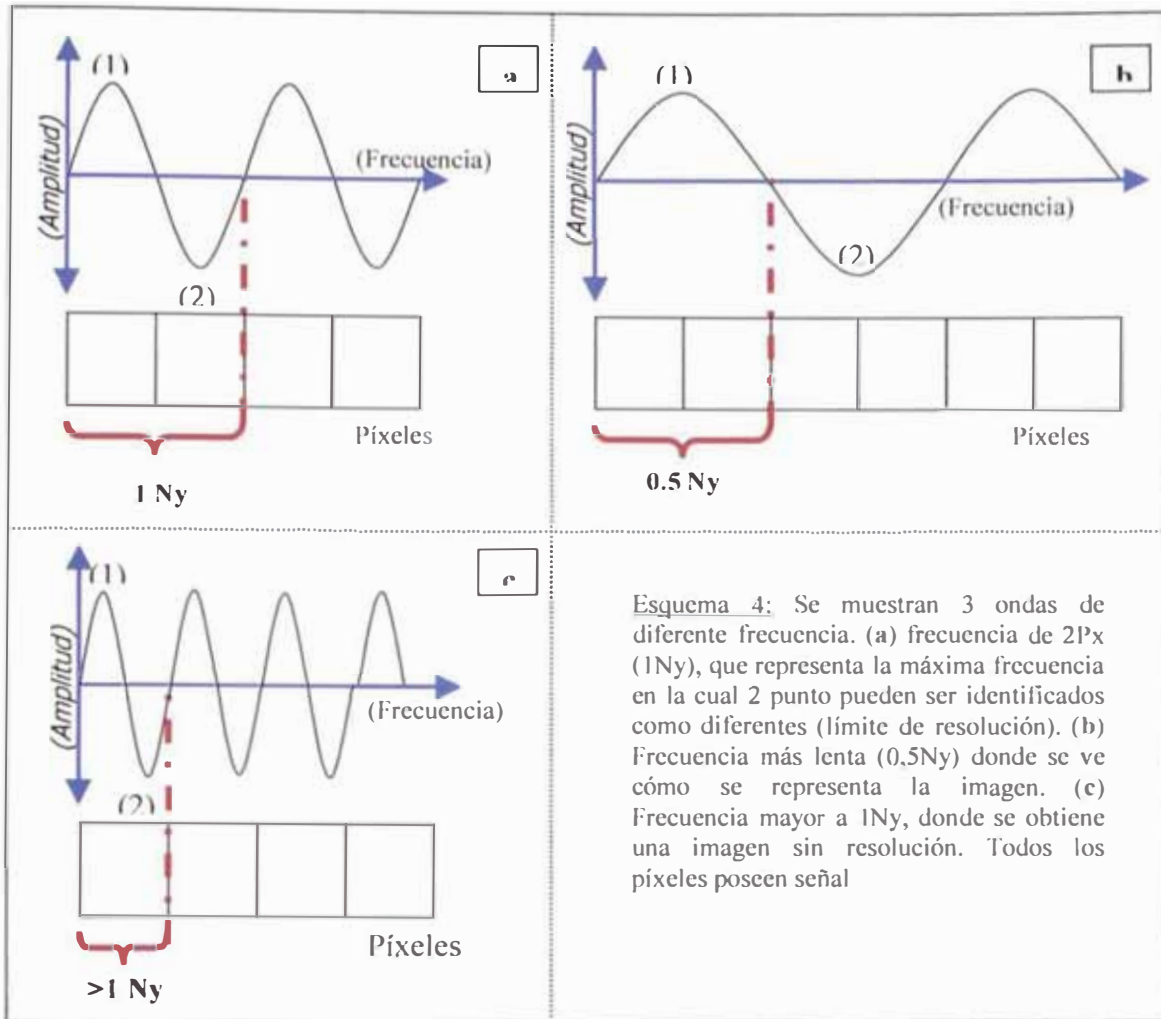 a
(1)
(Amplitud)
(Frecuencia)
(2)
Píxeles
1 Ny
b
(1)
(Amplitud)
(Frecuencia)
(2)
Píxeles
0.5 Ny
c
(1)
(Amplitud)
(Frecuencia)
(2)
Píxeles
>1 Ny
Esquema 4: Se muestran 3 ondas de
diferente frecuencia. (a) frecuencia de 2Px
(1Ny), que representa la máxima frecuencia
en la cual 2 punto pueden ser identificados
como diferentes (límite de resolución). (b)
Frecuencia más lenta (0,5Ny) donde se ve
cómo se representa la imagen. (c)
Frecuencia mayor a 1Ny, donde se obtiene
una imagen sin resolución. Todos los
píxeles poseen señal